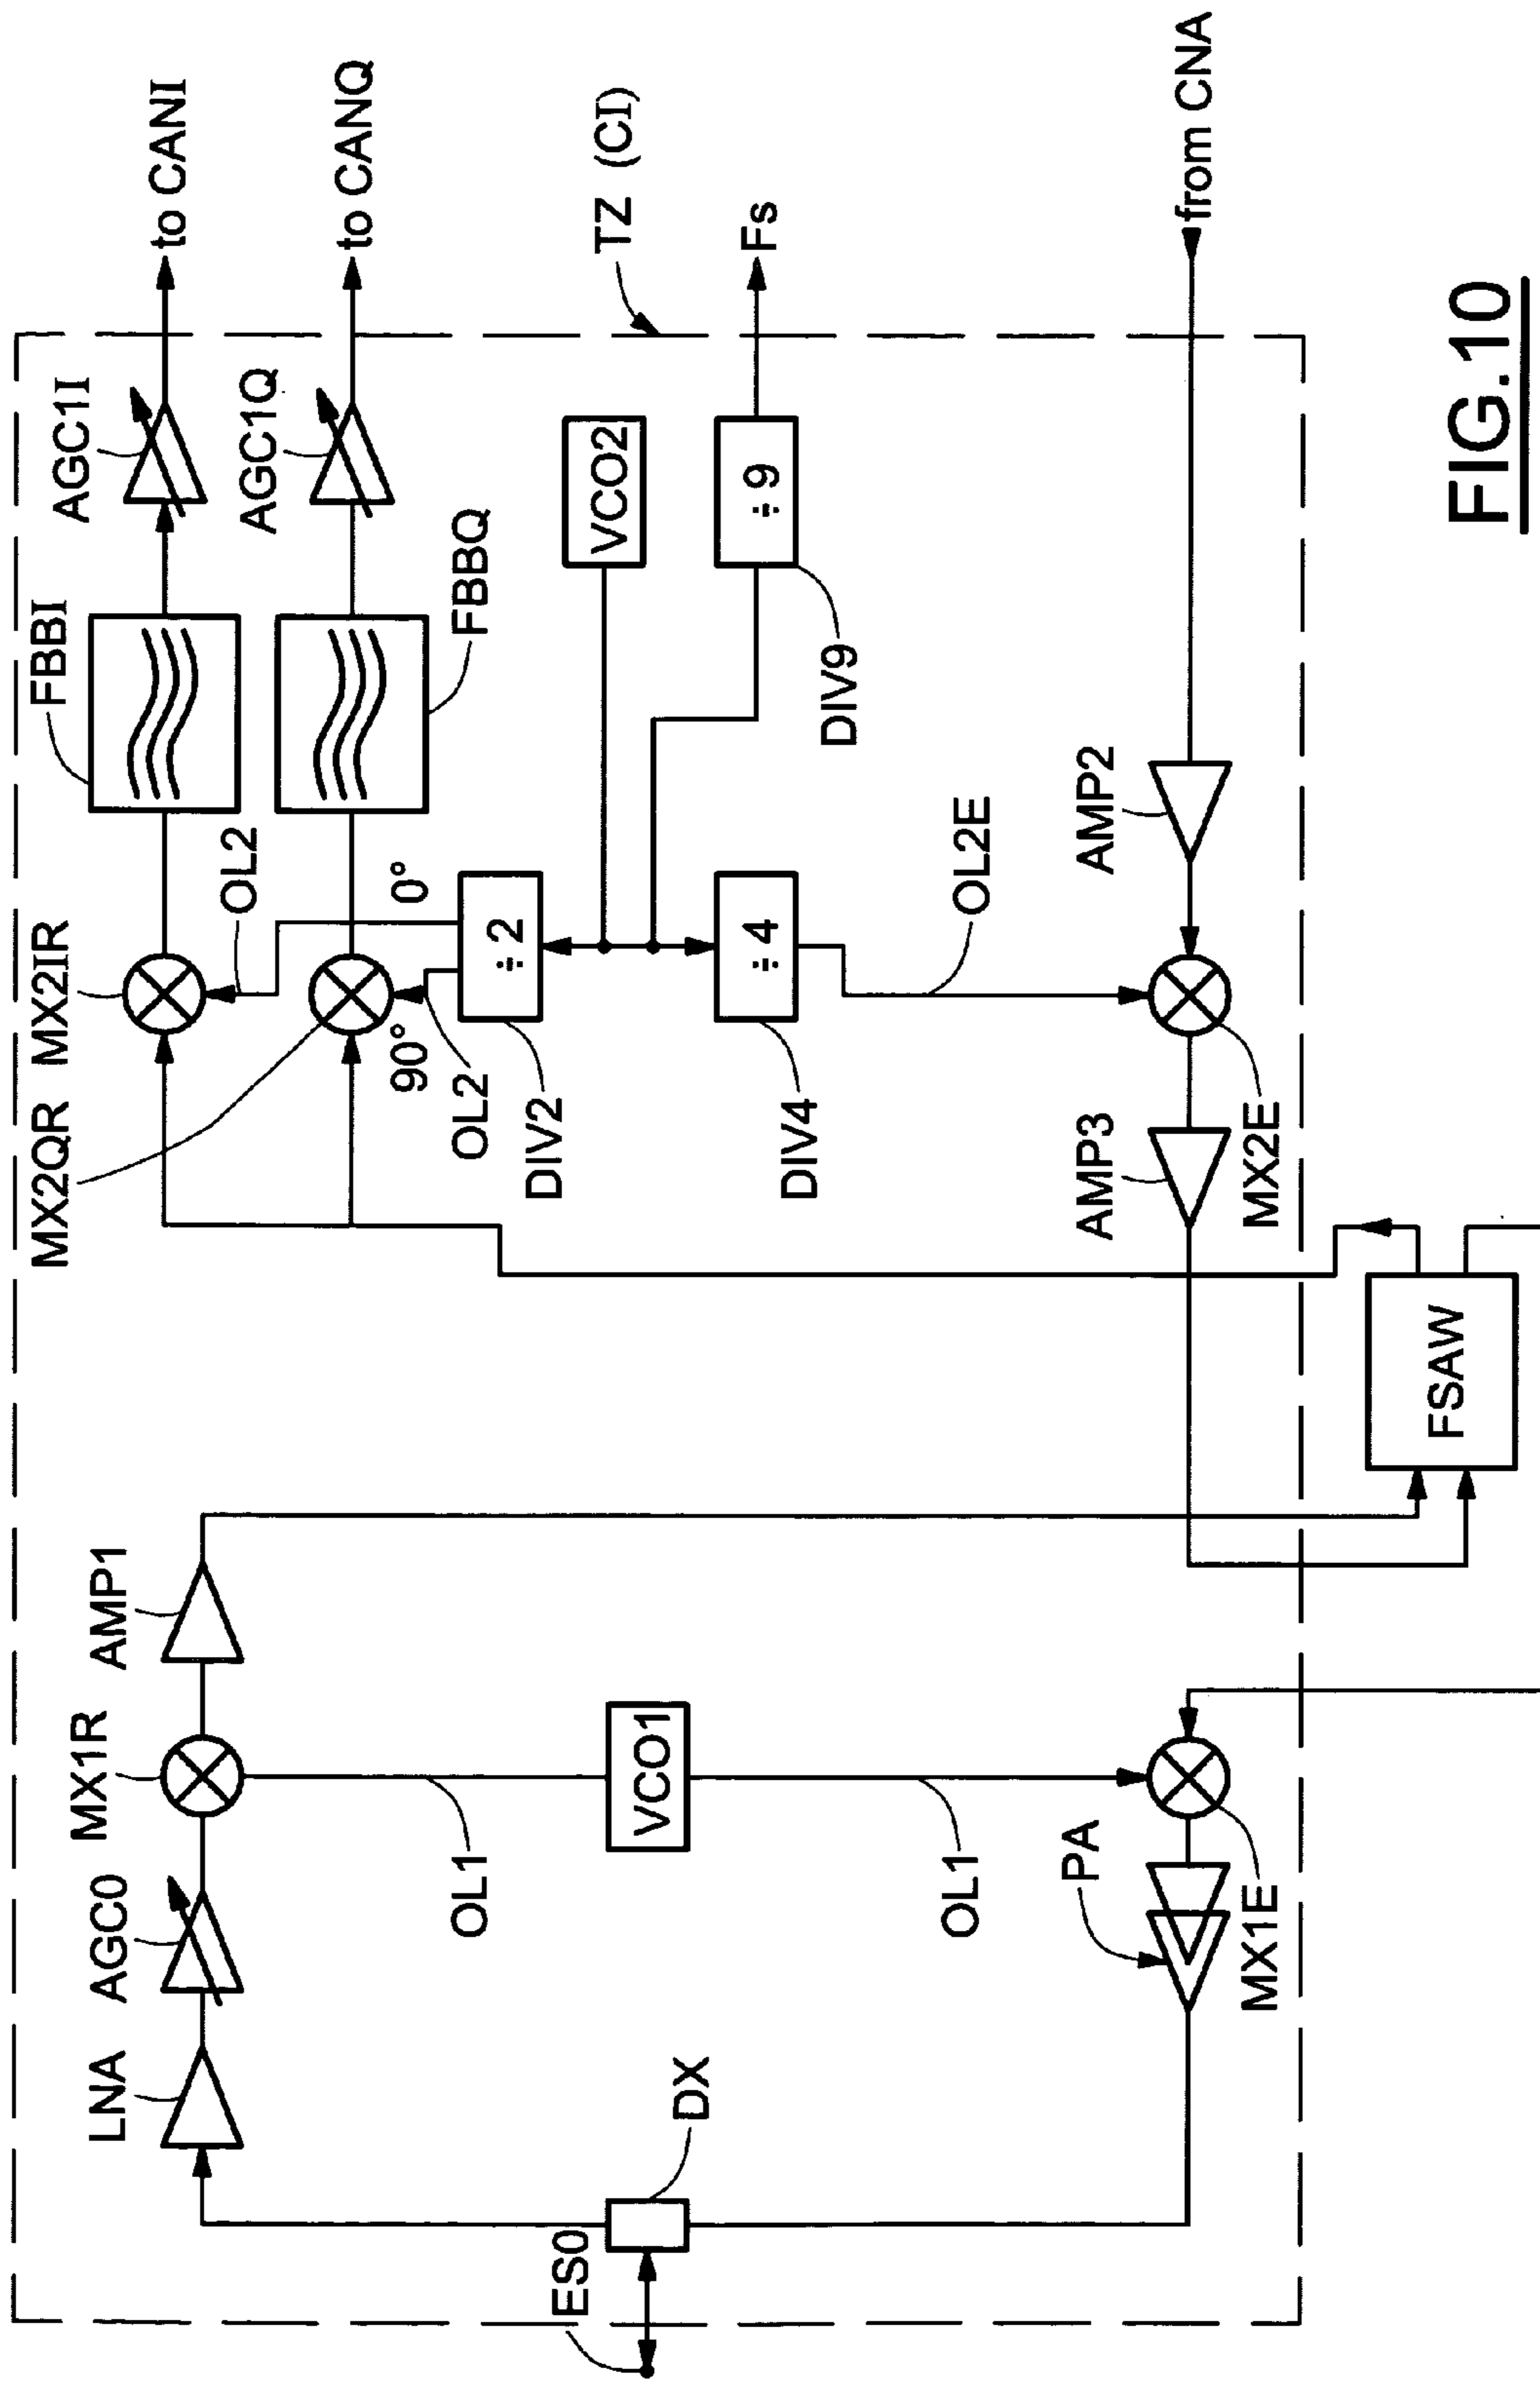 FBBI
AGC1I
to CANI
MX2IR
OL2
MX2QR
AGC1Q
to CANQ
FBBQ
0°
90°
OL2
÷ 2
DIV2
VCO2
TZ (CI)
÷ 9
Fs
DIV9
÷ 4
DIV4
OL2E
AMP2
from CNA
AMP3
MX2E
LNA
AGC0
MX1R
AMP1
OL1
VCO1
OL1
ES0
DX
PA
MX1E
FSAW
FIG.10